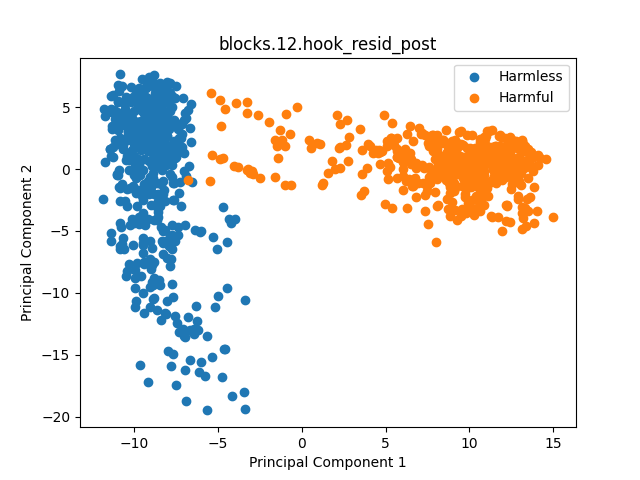 blocks.12.hook_resid_post
Harmless
Harmful
5
0
−5
−10
−15
−20
Principal Component 2
−10
−5
0
5
10
15
Principal Component 1